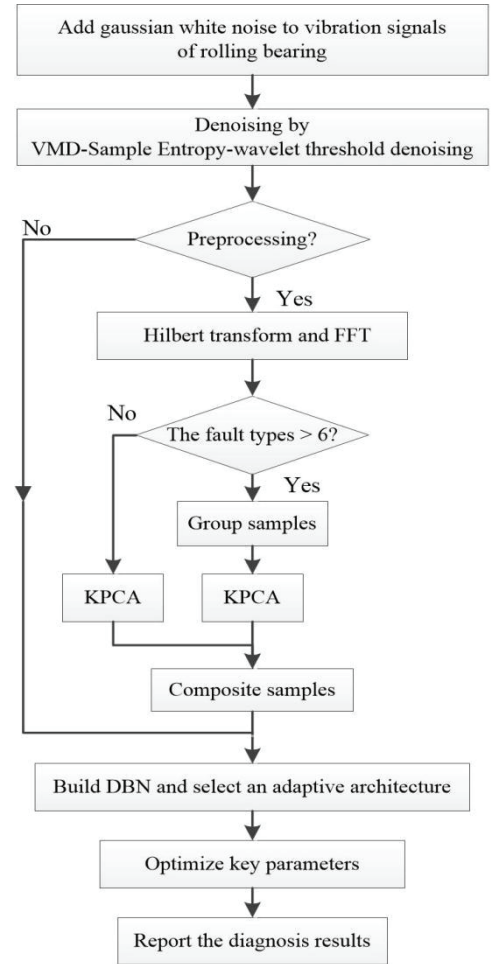 Add gaussian white noise to vibration signals
of rolling bearing
Denoising by
VMD-Sample Entropy-wavelet threshold denoising
No
Preprocessing?
Yes
Hilbert transform and FFT
No
The fault types > 6?
Yes
Group samples
KPCA
KPCA
Composite samples
Build DBN and select an adaptive architecture
Optimize key parameters
Report the diagnosis results